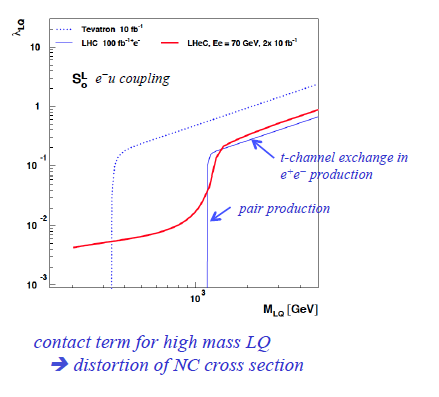 λLQ
Tevatron 10 fb⁻¹
LHC 100 fb⁻¹ e⁻
LHeC, Ee = 70 GeV, 2x 10 fb⁻¹
10
S₀ᴸ e⁻u coupling
1
10⁻¹
t-channel exchange in
e⁺e⁻ production
pair production
10⁻²
10⁻³
10³
M_LQ [GeV]
contact term for high mass LQ
➔ distortion of NC cross section